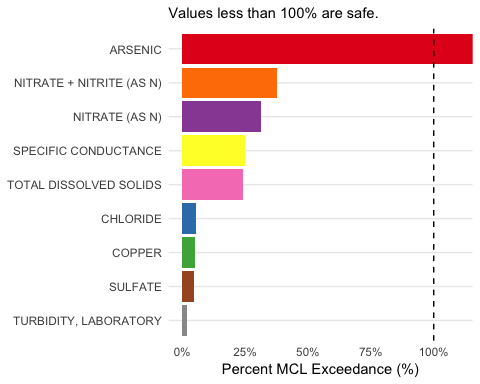 Values less than 100% are safe.
ARSENIC
NITRATE + NITRITE (AS N)
NITRATE (AS N)
SPECIFIC CONDUCTANCE
TOTAL DISSOLVED SOLIDS
CHLORIDE
COPPER
SULFATE
TURBIDITY, LABORATORY
0% 25% 50% 75% 100%
Percent MCL Exceedance (%)